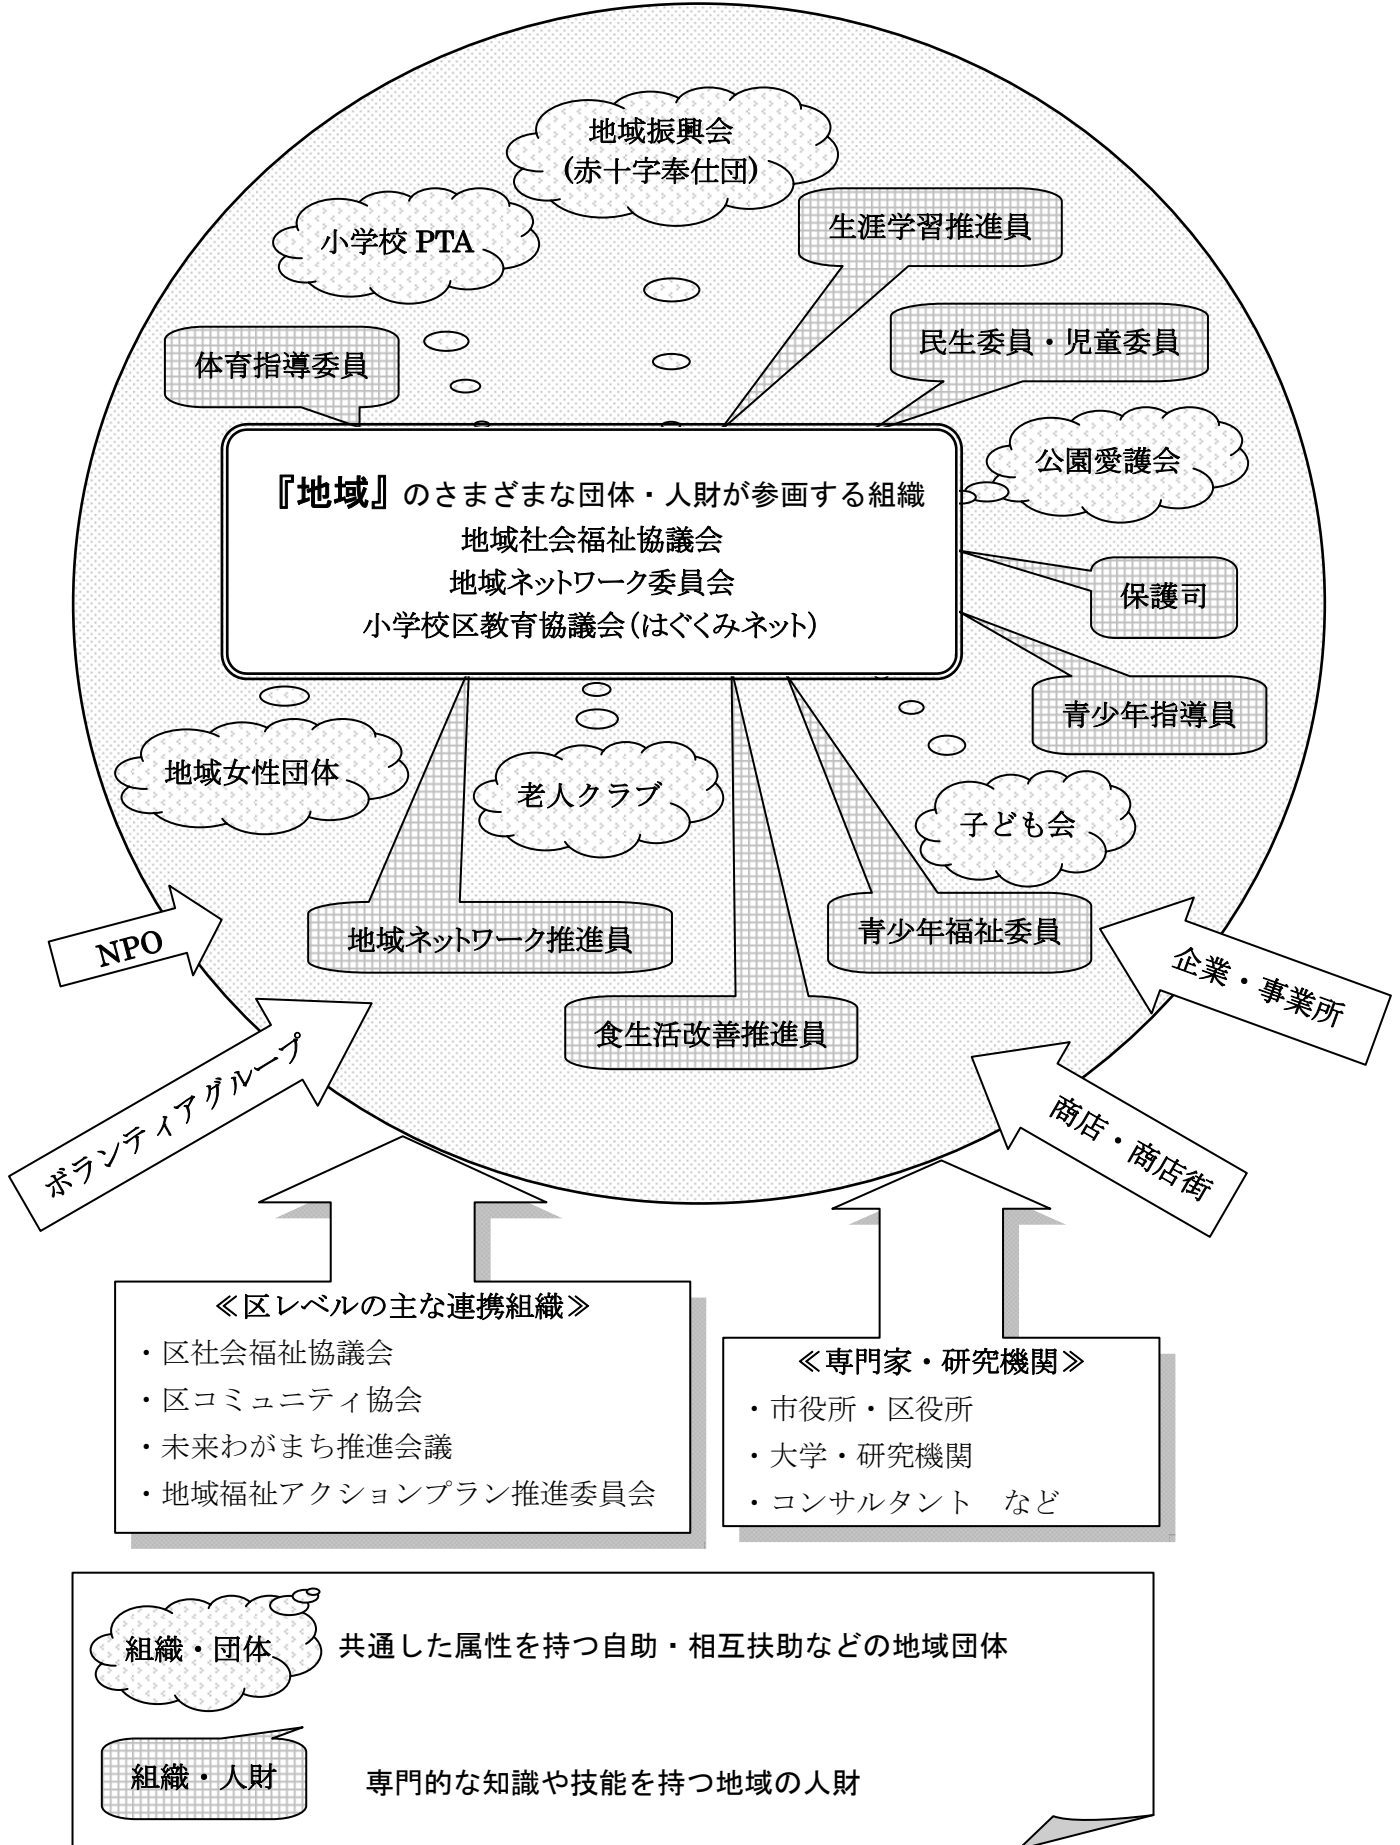 地域振興会
(赤十字奉仕団)
小学校 PTA
生涯学習推進員
民生委員・児童委員
体育指導委員
公園愛護会
『地域』のさまざまな団体・人財が参画する組織
地域社会福祉協議会
地域ネットワーク委員会
小学校区教育協議会(はぐくみネット)
保護司
青少年指導員
地域女性団体
老人クラブ
子ども会
地域ネットワーク推進員
青少年福祉委員
食生活改善推進員
NPO
企業・事業所
ボランティアグループ
商店・商店街
≪区レベルの主な連携組織≫
・区社会福祉協議会
・区コミュニティ協会
・未来わがまち推進会議
・地域福祉アクションプラン推進委員会
≪専門家・研究機関≫
・市役所・区役所
・大学・研究機関
・コンサルタント　など
組織・団体
共通した属性を持つ自助・相互扶助などの地域団体
組織・人財
専門的な知識や技能を持つ地域の人財